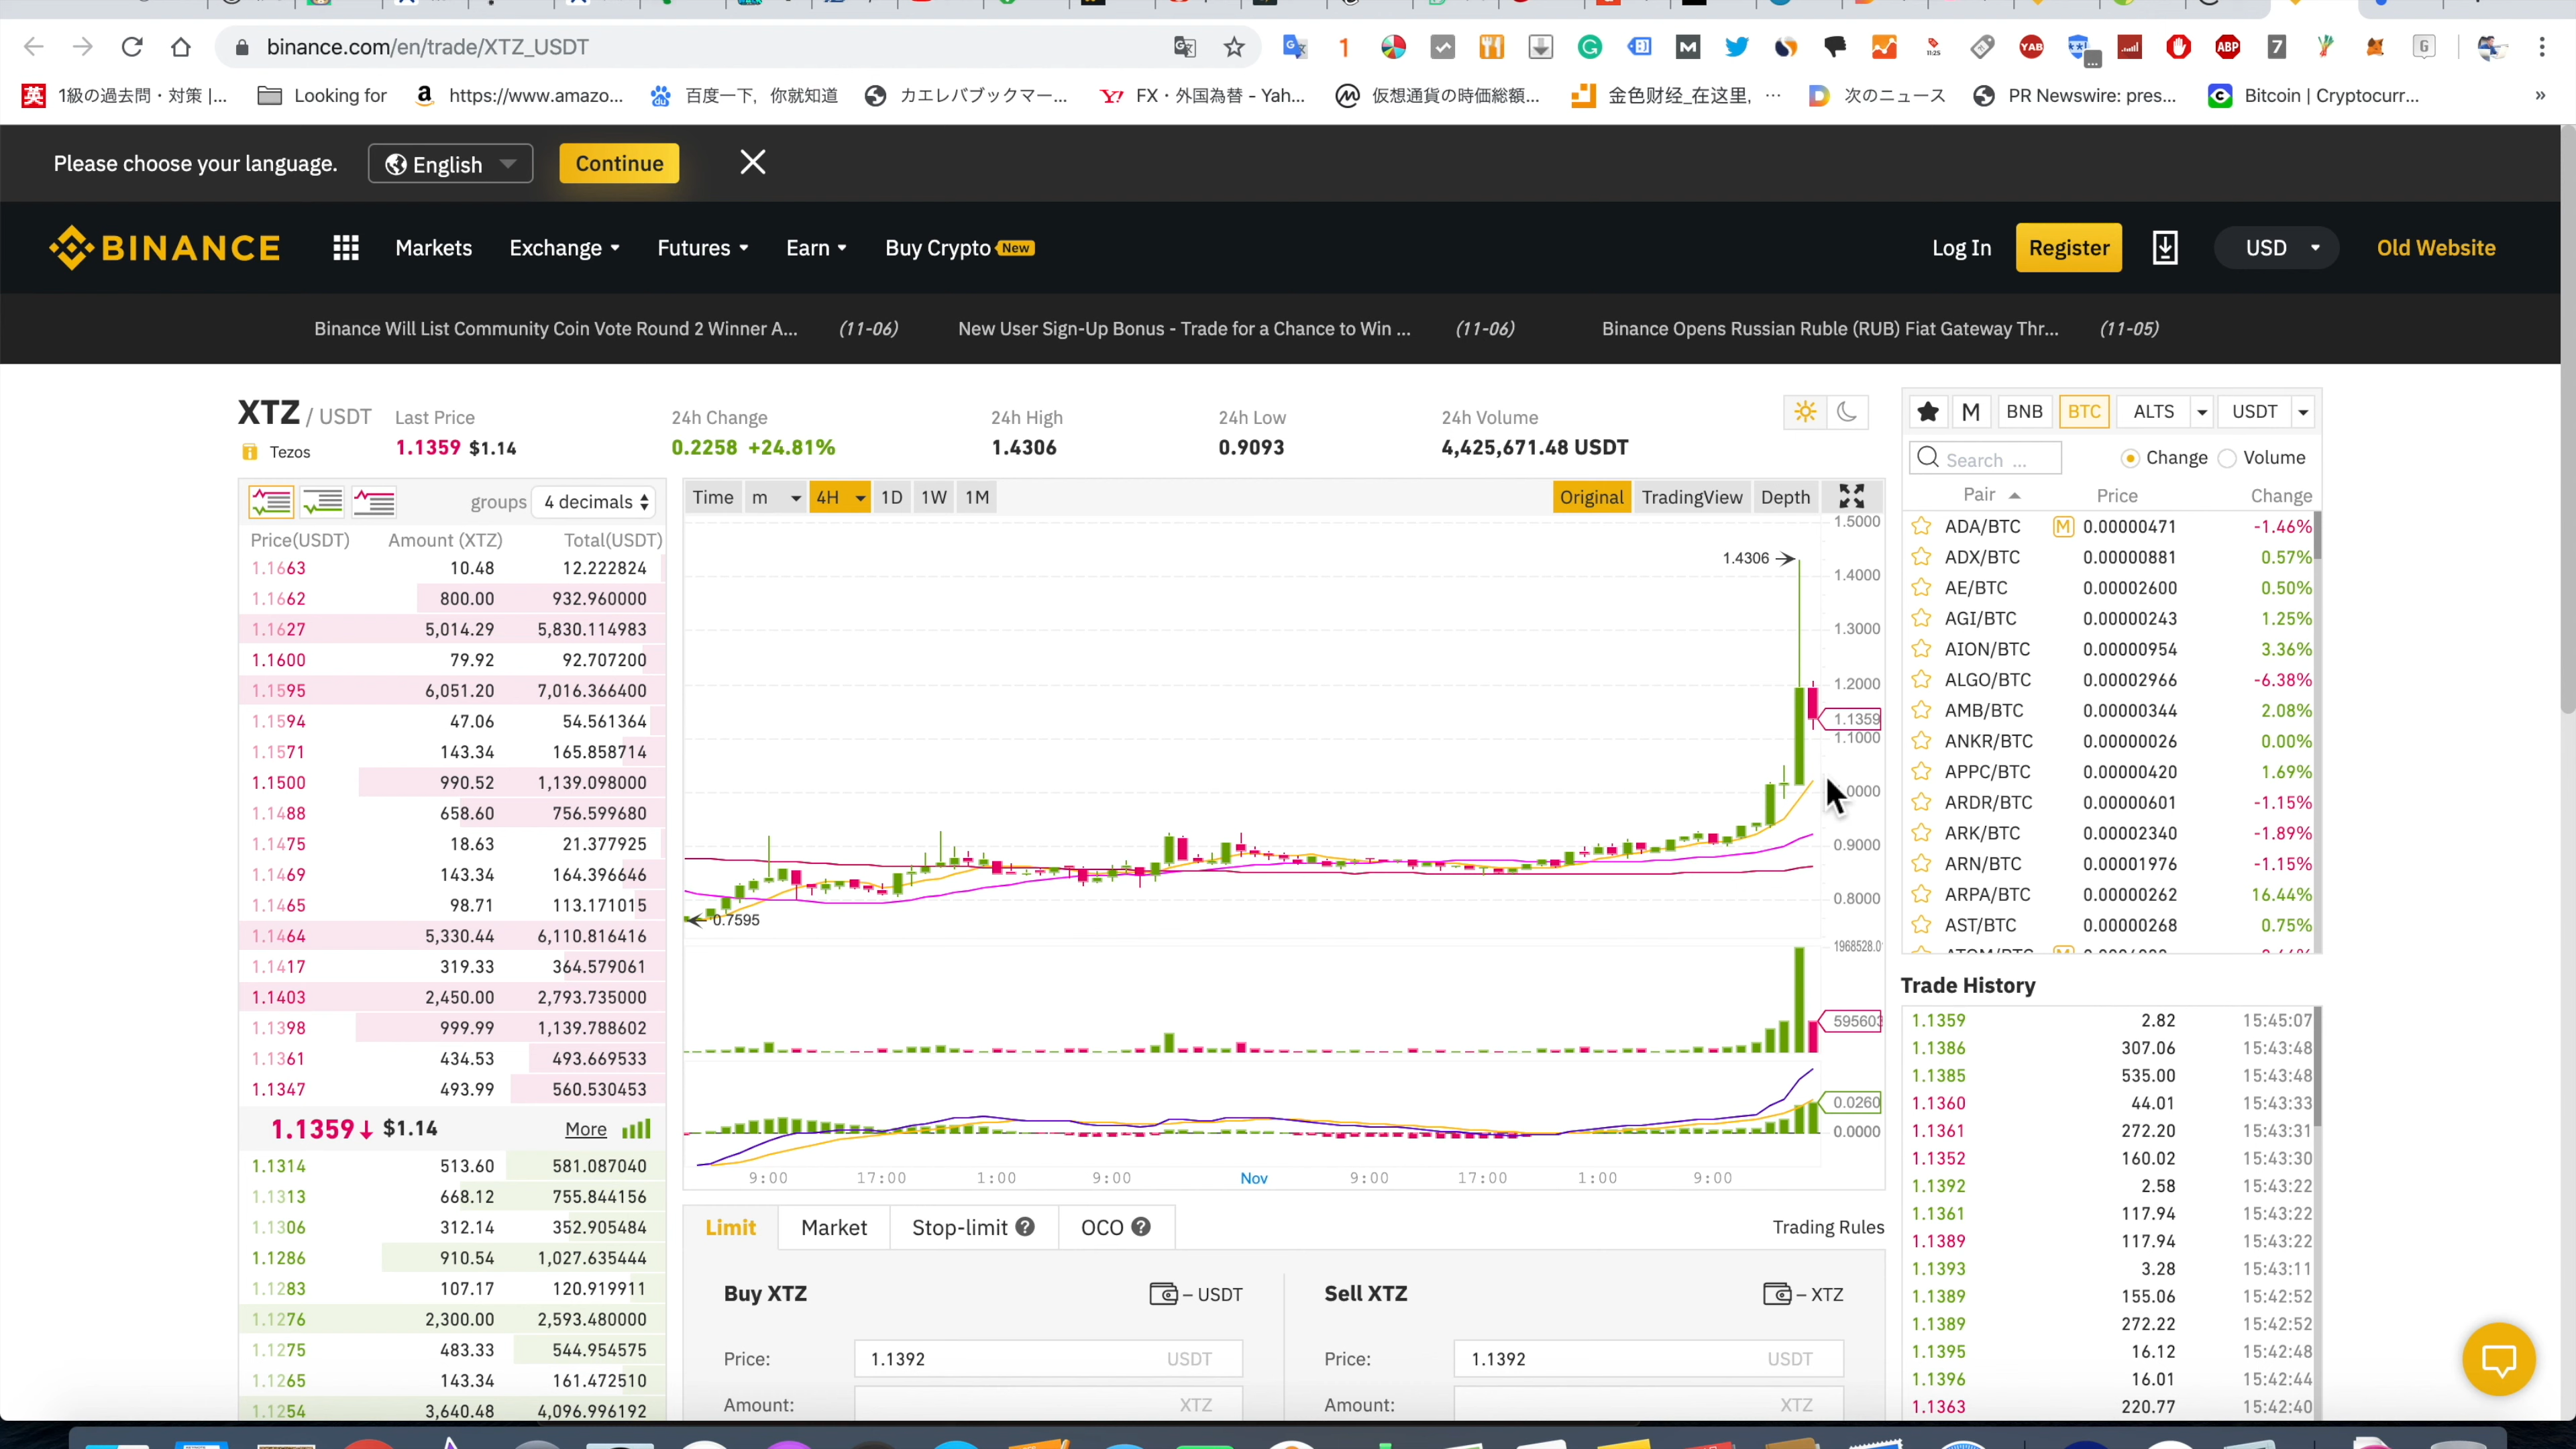 binance.com/en/trade/XTZ_USDT
1級の過去問・対策 |...
Looking for
https://www.amazo...
百度一下，你就知道
カエレバブックマー...
FX・外国為替 - Yah...
仮想通貨の時価総額...
金色财经_在这里, ...
次のニュース
PR Newswire: pres...
Bitcoin | Cryptocurr...
»
Please choose your language.
English
Continue
BINANCE
Markets
Exchange
Futures
Earn
Buy Crypto New
Log In
Register
USD
Old Website
Binance Will List Community Coin Vote Round 2 Winner A... (11-06)
New User Sign-Up Bonus - Trade for a Chance to Win ... (11-06)
Binance Opens Russian Ruble (RUB) Fiat Gateway Thr... (11-05)
XTZ / USDT
Tezos
Last Price
1.1359 $1.14
24h Change
0.2258 +24.81%
24h High
1.4306
24h Low
0.9093
24h Volume
4,425,671.48 USDT
groups 4 decimals
Price(USDT) Amount (XTZ) Total(USDT)
1.1663 10.48 12.222824
1.1662 800.00 932.960000
1.1627 5,014.29 5,830.114983
1.1600 79.92 92.707200
1.1595 6,051.20 7,016.366400
1.1594 47.06 54.561364
1.1571 143.34 165.858714
1.1500 990.52 1,139.098000
1.1488 658.60 756.599680
1.1475 18.63 21.377925
1.1469 143.34 164.396646
1.1465 98.71 113.171015
1.1464 5,330.44 6,110.816416
1.1417 319.33 364.579061
1.1403 2,450.00 2,793.735000
1.1398 999.99 1,139.788602
1.1361 434.53 493.669533
1.1347 493.99 560.530453
1.1359↓ $1.14 More
1.1314 513.60 581.087040
1.1313 668.12 755.844156
1.1306 312.14 352.905484
1.1286 910.54 1,027.635444
1.1283 107.17 120.919911
1.1276 2,300.00 2,593.480000
1.1275 483.33 544.954575
1.1265 143.34 161.472510
1.1254 3,640.48 4,096.996192
Time m 4H 1D 1W 1M
Original TradingView Depth
1.5000
1.4306
1.4000
1.3000
1.2000
1.1359
1.1000
0000
0.9000
0.8000
0.7595
1968528.0
595603
0.0260
0.0000
9:00 17:00 1:00 9:00 Nov 9:00 17:00 1:00 9:00
Limit Market Stop-limit ? OCO ?
Trading Rules
Buy XTZ – USDT
Price: 1.1392 USDT
Amount: XTZ
Sell XTZ – XTZ
Price: 1.1392 USDT
Amount: XTZ
M BNB BTC ALTS USDT
Search ... Change Volume
Pair Price Change
ADA/BTC M 0.00000471 -1.46%
ADX/BTC 0.00000881 0.57%
AE/BTC 0.00002600 0.50%
AGI/BTC 0.00000243 1.25%
AION/BTC 0.00000954 3.36%
ALGO/BTC 0.00002966 -6.38%
AMB/BTC 0.00000344 2.08%
ANKR/BTC 0.00000026 0.00%
APPC/BTC 0.00000420 1.69%
ARDR/BTC 0.00000601 -1.15%
ARK/BTC 0.00002340 -1.89%
ARN/BTC 0.00001976 -1.15%
ARPA/BTC 0.00000262 16.44%
AST/BTC 0.00000268 0.75%
Trade History
1.1359 2.82 15:45:07
1.1386 307.06 15:43:48
1.1385 535.00 15:43:48
1.1360 44.01 15:43:33
1.1361 272.20 15:43:31
1.1352 160.02 15:43:30
1.1392 2.58 15:43:22
1.1361 117.94 15:43:22
1.1389 117.94 15:43:22
1.1393 3.28 15:43:11
1.1389 155.06 15:42:52
1.1389 272.22 15:42:52
1.1395 16.12 15:42:48
1.1396 16.01 15:42:44
1.1363 220.77 15:42:40